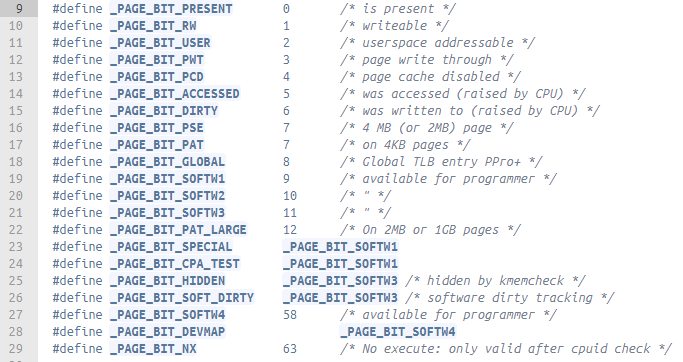 9 #define _PAGE_BIT_PRESENT 0 /* is present */
10 #define _PAGE_BIT_RW 1 /* writeable */
11 #define _PAGE_BIT_USER 2 /* userspace addressable */
12 #define _PAGE_BIT_PWT 3 /* page write through */
13 #define _PAGE_BIT_PCD 4 /* page cache disabled */
14 #define _PAGE_BIT_ACCESSED 5 /* was accessed (raised by CPU) */
15 #define _PAGE_BIT_DIRTY 6 /* was written to (raised by CPU) */
16 #define _PAGE_BIT_PSE 7 /* 4 MB (or 2MB) page */
17 #define _PAGE_BIT_PAT 7 /* on 4KB pages */
18 #define _PAGE_BIT_GLOBAL 8 /* Global TLB entry PPro+ */
19 #define _PAGE_BIT_SOFTW1 9 /* available for programmer */
20 #define _PAGE_BIT_SOFTW2 10 /* " */
21 #define _PAGE_BIT_SOFTW3 11 /* " */
22 #define _PAGE_BIT_PAT_LARGE 12 /* On 2MB or 1GB pages */
23 #define _PAGE_BIT_SPECIAL _PAGE_BIT_SOFTW1
24 #define _PAGE_BIT_CPA_TEST _PAGE_BIT_SOFTW1
25 #define _PAGE_BIT_HIDDEN _PAGE_BIT_SOFTW3 /* hidden by kmemcheck */
26 #define _PAGE_BIT_SOFT_DIRTY _PAGE_BIT_SOFTW3 /* software dirty tracking */
27 #define _PAGE_BIT_SOFTW4 58 /* available for programmer */
28 #define _PAGE_BIT_DEVMAP _PAGE_BIT_SOFTW4
29 #define _PAGE_BIT_NX 63 /* No execute: only valid after cpuid check */